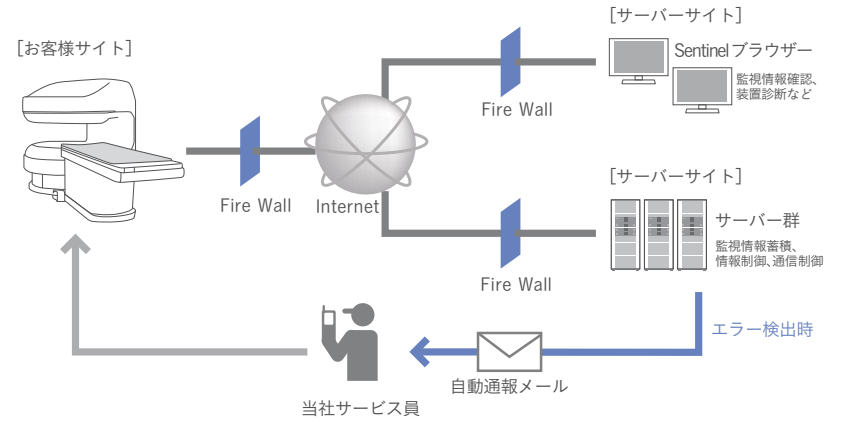 [サーバーサイト]
[お客様サイト]
Sentinelブラウザー
監視情報確認、
装置診断など
Fire Wall
[サーバーサイト]
Fire Wall
Internet
サーバー群
監視情報蓄積、
情報制御、通信制御
Fire Wall
エラー検出時
自動通報メール
当社サービス員